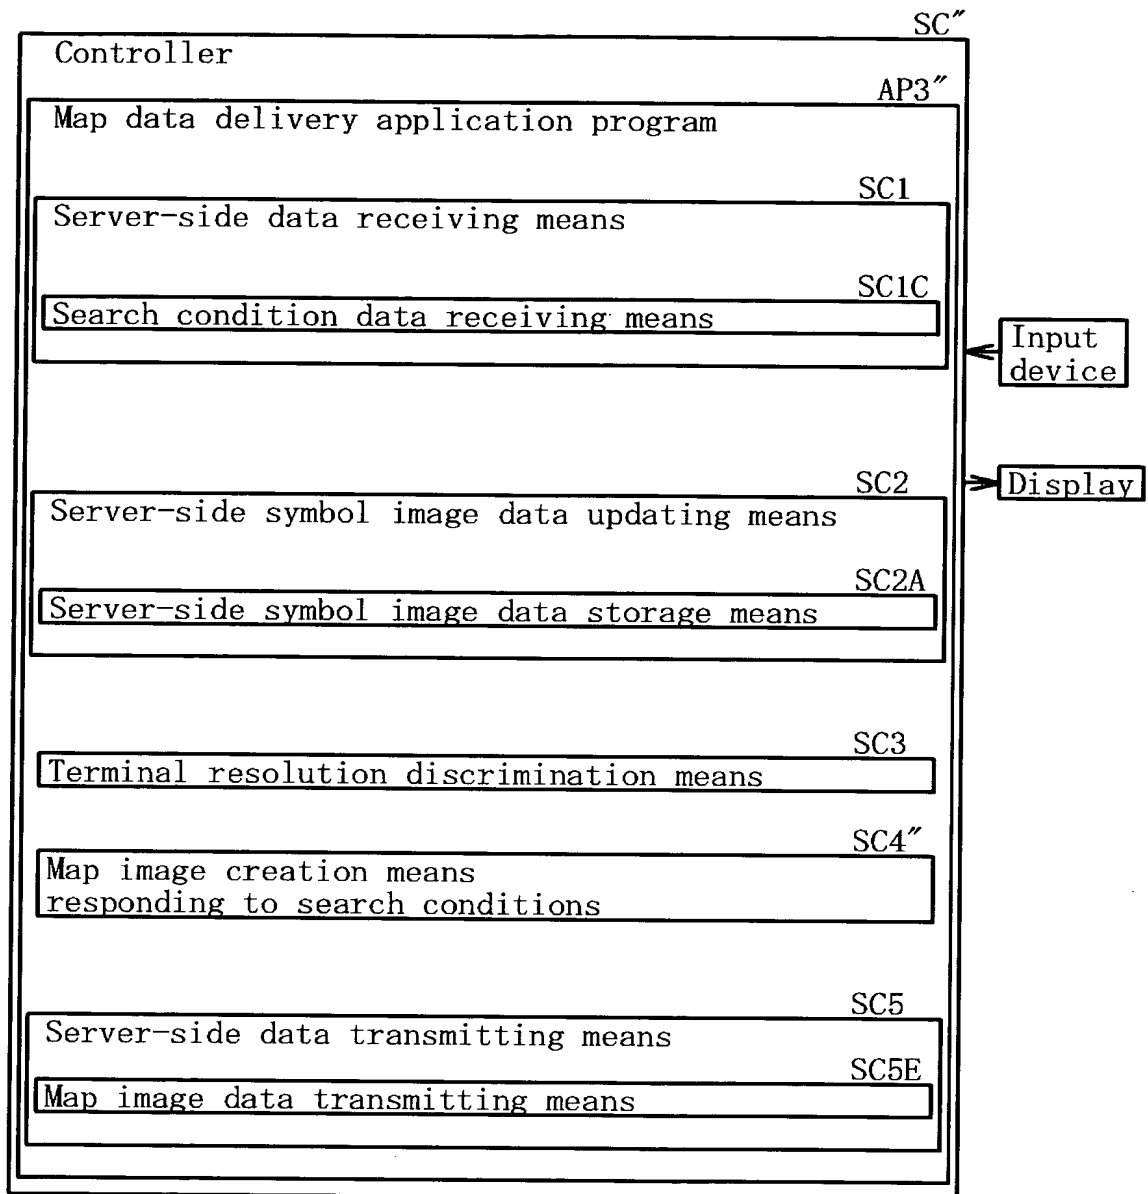 SC″
Controller
AP3″
Map data delivery application program
SC1
Server-side data receiving means
SC1C
Search condition data receiving means
Input
device
SC2
Display
Server-side symbol image data updating means
SC2A
Server-side symbol image data storage means
SC3
Terminal resolution discrimination means
SC4″
Map image creation means
responding to search conditions
SC5
Server-side data transmitting means
SC5E
Map image data transmitting means